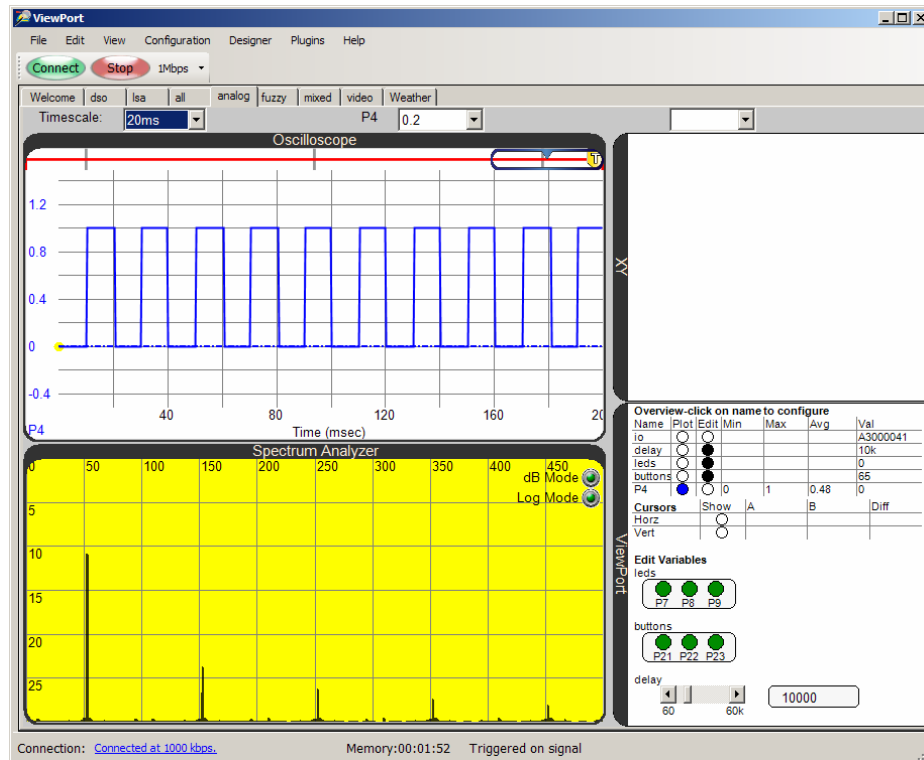 ViewPort
File Edit View Configuration Designer Plugins Help
Connect Stop 1Mbps
Welcome dso lsa all analog fuzzy mixed video Weather
Timescale: 20ms P4 0.2
Oscilloscope
T
1.2
0.8
0.4
0
-0.4
40 80 120 160 20
P4 Time (msec)
XY
Spectrum Analyzer
0 50 100 150 200 250 300 350 400 450
dB Mode
Log Mode
5
10
15
20
25
ViewPort
Overview-click on name to configure
Name Plot Edit Min Max Avg Val
io A3000041
delay 10k
leds 0
buttons 65
P4 0 1 0.48 0
Cursors Show A B Diff
Horz
Vert
Edit Variables
leds
P7 P8 P9
buttons
P21 P22 P23
delay
60 60k 10000
Connection: Connected at 1000 kbps. Memory:00:01:52 Triggered on signal